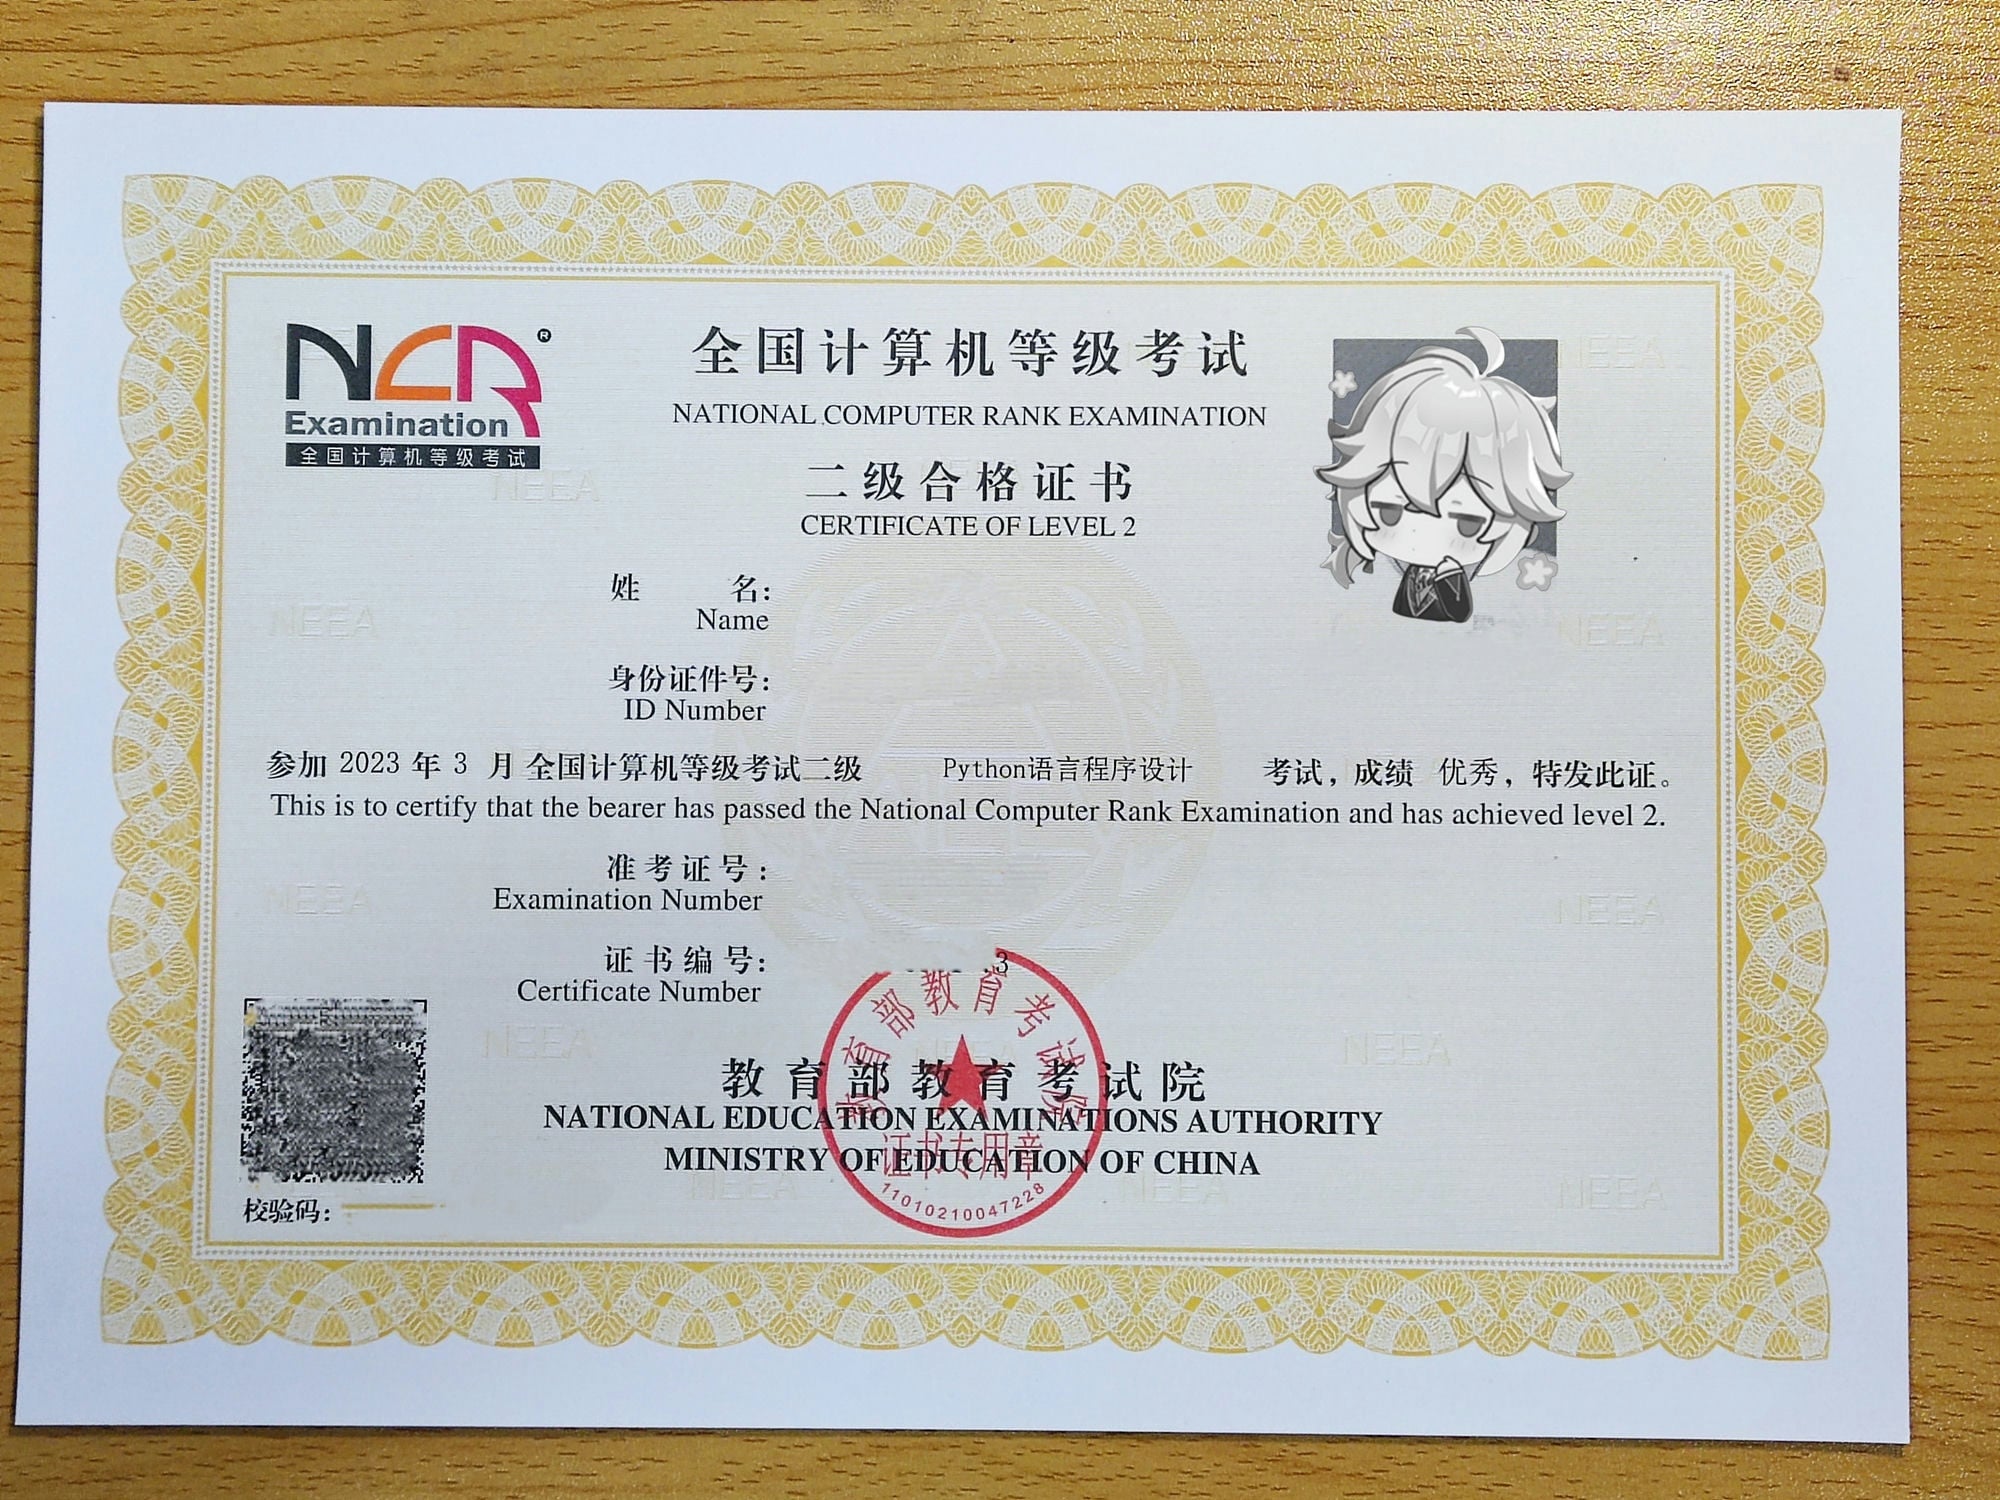 NCR®
Examination
全国计算机等级考试
全国计算机等级考试
NATIONAL COMPUTER RANK EXAMINATION
二级合格证书
CERTIFICATE OF LEVEL 2
姓 名:
Name
身份证件号:
ID Number
参加 2023 年 3 月 全国计算机等级考试二级 Python语言程序设计 考试，成绩 优秀，特发此证。
This is to certify that the bearer has passed the National Computer Rank Examination and has achieved level 2.
准考证号:
Examination Number
证书编号: 3
Certificate Number
教育部教育考试院
NATIONAL EDUCATION EXAMINATIONS AUTHORITY
MINISTRY OF EDUCATION OF CHINA
教育部教育考试院
证书专用章
11010210047228
校验码:
NEEA
NEEA
NEEA
NEEA
NEEA
NEEA
NEEA
NEEA
NEEA
NEEA
NEEA